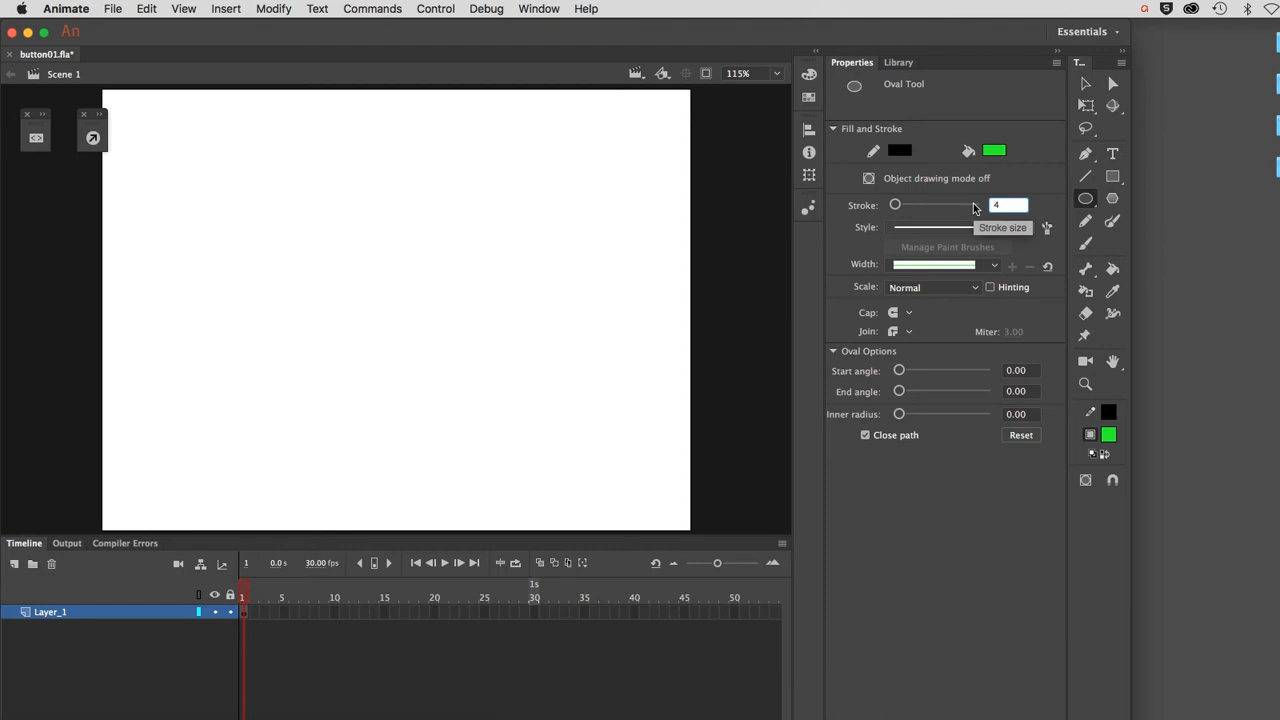 Animate File Edit View Insert Modify Text Commands Control Debug Window Help
An Essentials
button01.fla*
Scene 1 115%
Properties Library T...
Oval Tool
Fill and Stroke
Object drawing mode off
Stroke: 4
Style: Stroke size
Manage Paint Brushes
Width:
Scale: Normal Hinting
Cap:
Join: Miter: 3.00
Oval Options
Start angle: 0.00
End angle: 0.00
Inner radius: 0.00
Close path Reset
Timeline Output Compiler Errors
1 0.0 s 30.00 fps
1s
1 5 10 15 20 25 30 35 40 45 50
Layer_1